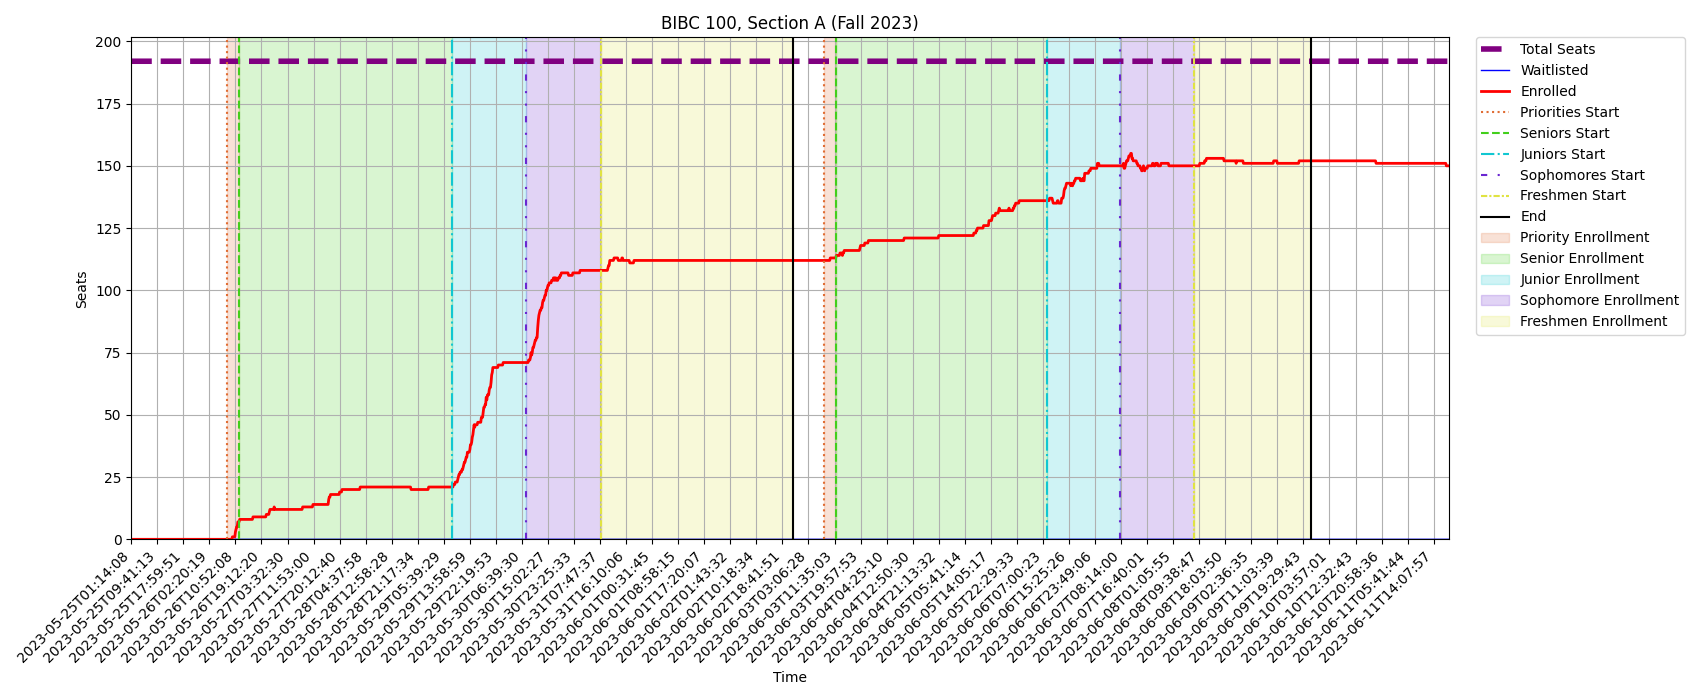 BIBC 100, Section A (Fall 2023)
Seats
200
175
150
125
100
75
50
25
0
2023-05-25T01:14:08
2023-05-25T09:41:13
2023-05-25T17:59:51
2023-05-26T02:20:19
2023-05-26T10:52:08
2023-05-26T19:12:20
2023-05-27T03:32:30
2023-05-27T11:53:00
2023-05-27T20:12:40
2023-05-28T04:37:58
2023-05-28T12:58:28
2023-05-28T21:17:34
2023-05-29T05:39:29
2023-05-29T13:58:59
2023-05-29T22:19:53
2023-05-30T06:39:30
2023-05-30T15:02:27
2023-05-30T23:25:33
2023-05-31T07:47:37
2023-05-31T16:10:06
2023-06-01T00:31:45
2023-06-01T08:58:15
2023-06-01T17:20:07
2023-06-02T01:43:32
2023-06-02T10:18:34
2023-06-02T18:41:51
2023-06-03T03:06:28
2023-06-03T11:35:03
2023-06-03T19:57:53
2023-06-04T04:25:10
2023-06-04T12:50:30
2023-06-04T21:13:32
2023-06-05T05:41:14
2023-06-05T14:05:17
2023-06-05T22:29:33
2023-06-06T07:00:23
2023-06-06T15:25:26
2023-06-06T23:49:06
2023-06-07T08:14:00
2023-06-07T16:40:01
2023-06-08T01:05:55
2023-06-08T09:38:47
2023-06-08T18:03:50
2023-06-09T02:36:35
2023-06-09T11:03:39
2023-06-09T19:29:43
2023-06-10T03:57:01
2023-06-10T12:32:43
2023-06-10T20:58:36
2023-06-11T05:41:44
2023-06-11T14:07:57
Time
Total Seats
Waitlisted
Enrolled
Priorities Start
Seniors Start
Juniors Start
Sophomores Start
Freshmen Start
End
Priority Enrollment
Senior Enrollment
Junior Enrollment
Sophomore Enrollment
Freshmen Enrollment